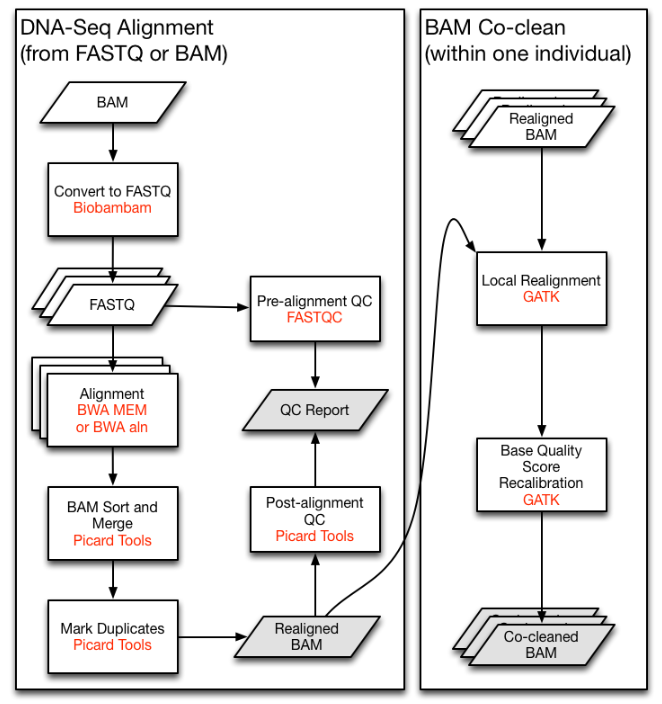 DNA-Seq Alignment
(from FASTQ or BAM)
BAM
Convert to FASTQ
Biobambam
FASTQ
Pre-alignment QC
FASTQC
Alignment
BWA MEM
or BWA aln
QC Report
BAM Sort and
Merge
Picard Tools
Post-alignment
QC
Picard Tools
Mark Duplicates
Picard Tools
Realigned
BAM
BAM Co-clean
(within one individual)
Realigned
BAM
Local Realignment
GATK
Base Quality
Score
Recalibration
GATK
Co-cleaned
BAM